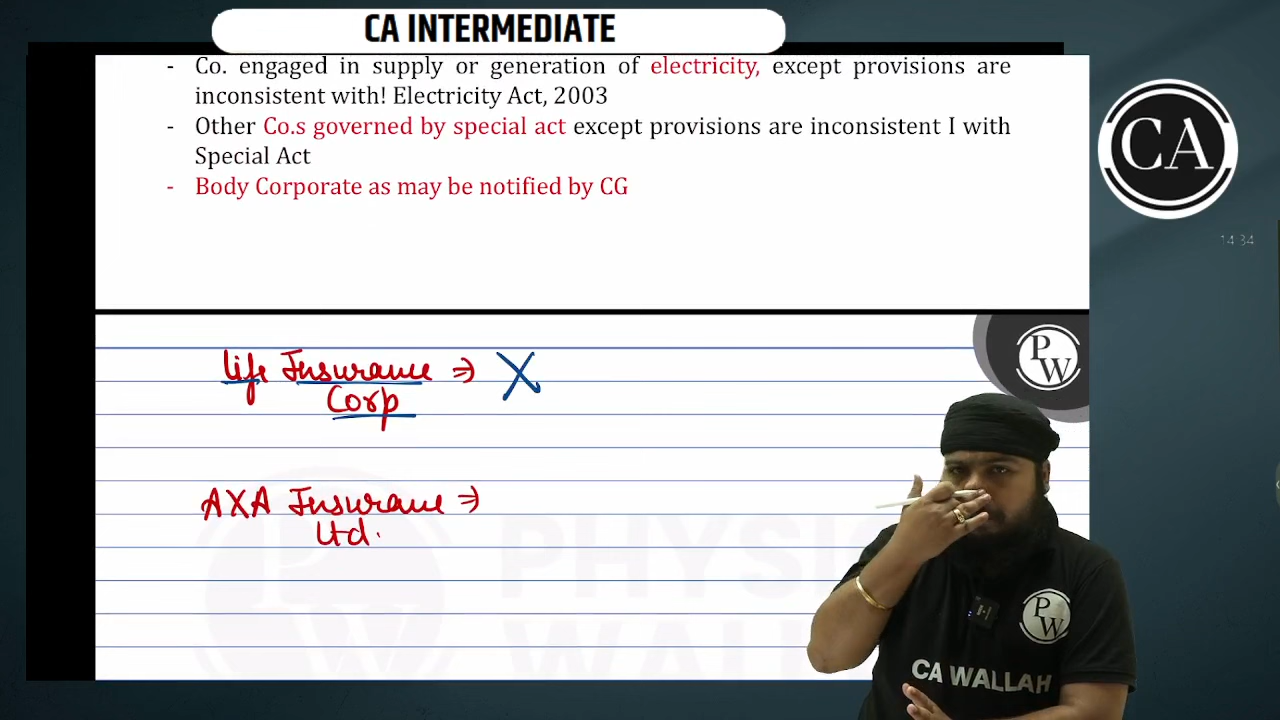 CA INTERMEDIATE
- Co. engaged in supply or generation of electricity, except provisions are
inconsistent with! Electricity Act, 2003
- Other Co.s governed by special act except provisions are inconsistent I with
Special Act
- Body Corporate as may be notified by CG
CA
14 34
Life Insurance ⇒ X
Corp
P
W
AXA Insurance ⇒
Ltd.
PHYSIC
WALL
P
W
CA WALLAH